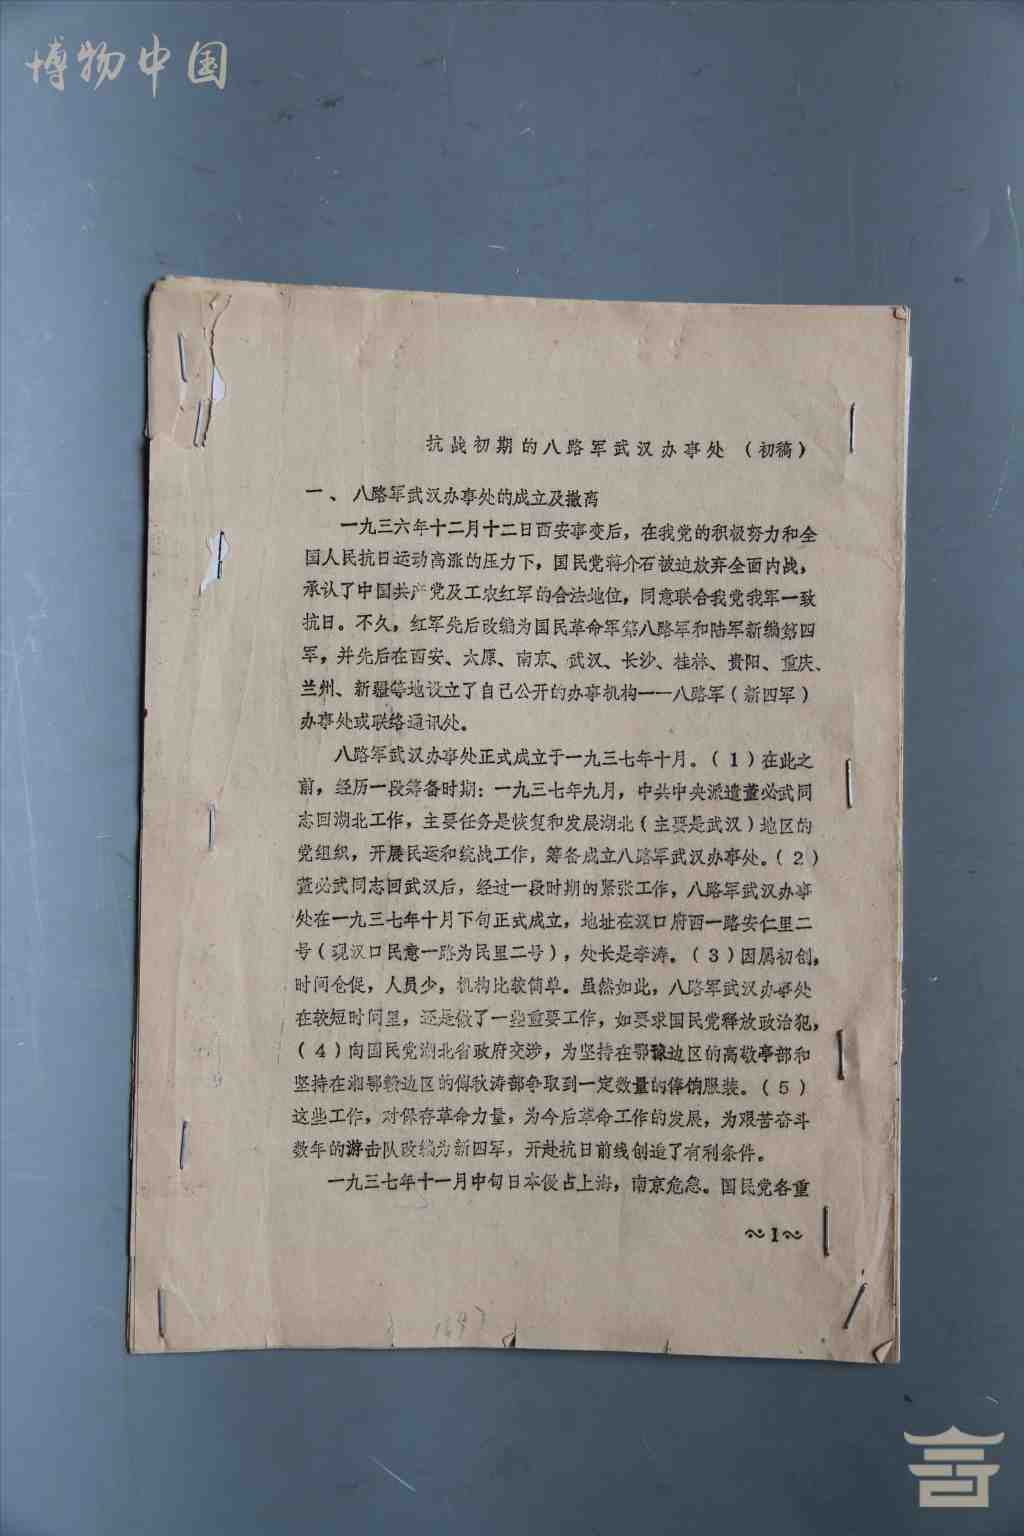 博物中国
抗战初期的八路军武汉办事处（初稿）
一、八路军武汉办事处的成立及撤离
一九三六年十二月十二日西安事变后，在我党的积极努力和全
国人民抗日运动高涨的压力下，国民党蒋介石被迫放弃全面内战，
承认了中国共产党及工农红军的合法地位，同意联合我党我军一致
抗日。不久，红军先后改编为国民革命军第八路军和陆军新编第四
军，并先后在西安、太原、南京、武汉、长沙、桂林、贵阳、重庆、
兰州、新疆等地设立了自己公开的办事机构——八路军（新四军）
办事处或联络通讯处。
八路军武汉办事处正式成立于一九三七年十月。（1）在此之
前，经历一段筹备时期：一九三七年九月，中共中央派遣董必武同
志回湖北工作，主要任务是恢复和发展湖北（主要是武汉）地区的
党组织，开展民运和统战工作，筹备成立八路军武汉办事处。（2）
董必武同志回武汉后，经过一段时期的紧张工作，八路军武汉办事
处在一九三七年十月下旬正式成立，地址在汉口府西一路安仁里二
号（现汉口民意一路为民里二号），处长是李涛。（3）因属初创，
时间仓促，人员少，机构比较简单。虽然如此，八路军武汉办事处
在较短时间里，还是做了一些重要工作，如要求国民党释放政治犯，
（4）向国民党湖北省政府交涉，为坚持在鄂豫边区的高敬亭部和
坚持在湘鄂赣边区的傅秋涛部争取到一定数量的俸饷服装。（5）
这些工作，对保存革命力量，为今后革命工作的发展，为艰苦奋斗
数年的游击队改编为新四军，开赴抗日前线创造了有利条件。
一九三七年十一月中旬日本侵占上海，南京危急。国民党各重
～1～